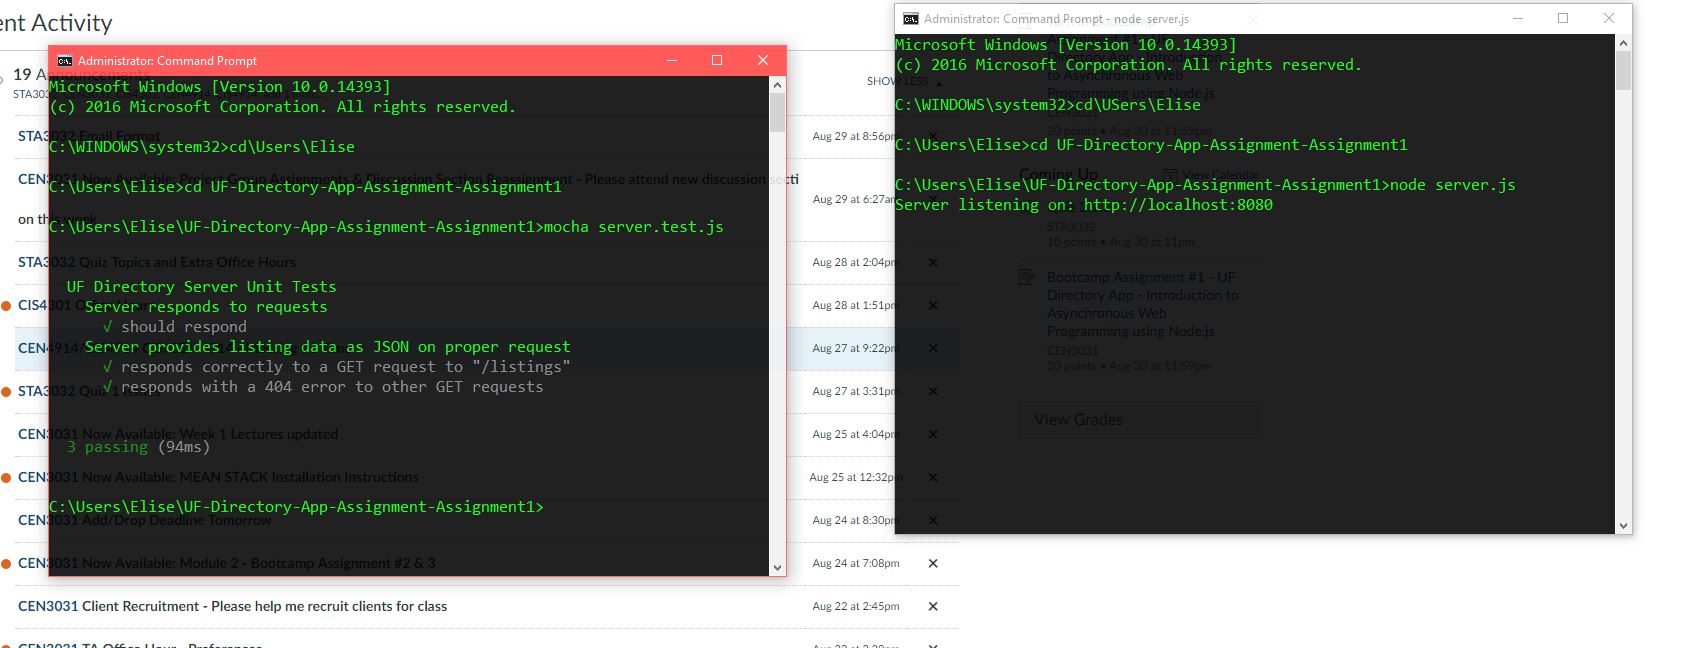 ent Activity
19 Announcements
SHOW LESS
STA3032 Email Format
Aug 29 at 8:56pm
CEN3031 Now Available: Project Group Assignments & Discussion Section Reassignment - Please attend new discussion secti
on this week
Aug 29 at 6:27am
STA3032 Quiz Topics and Extra Office Hours
Aug 28 at 2:04pm
CIS4301
Aug 28 at 1:51pm
CEN4914/
Aug 27 at 9:22pm
STA3032 Quiz 1 Issues
Aug 27 at 3:31pm
CEN3031 Now Available: Week 1 Lectures updated
Aug 25 at 4:04pm
CEN3031 Now Available: MEAN STACK Installation Instructions
Aug 25 at 12:32pm
CEN3031 Add/Drop Deadline Tomorrow
Aug 24 at 8:30pm
CEN3031 Now Available: Module 2 - Bootcamp Assignment #2 & 3
Aug 24 at 7:08pm
CEN3031 Client Recruitment - Please help me recruit clients for class
Aug 22 at 2:45pm
CEN3031 TA Office Hour - Preferences
Administrator: Command Prompt
Microsoft Windows [Version 10.0.14393]
(c) 2016 Microsoft Corporation. All rights reserved.
C:\WINDOWS\system32>cd\Users\Elise
C:\Users\Elise>cd UF-Directory-App-Assignment-Assignment1
C:\Users\Elise\UF-Directory-App-Assignment-Assignment1>mocha server.test.js
UF Directory Server Unit Tests
Server responds to requests
√ should respond
Server provides listing data as JSON on proper request
√ responds correctly to a GET request to "/listings"
√ responds with a 404 error to other GET requests
3 passing (94ms)
C:\Users\Elise\UF-Directory-App-Assignment-Assignment1>
Administrator: Command Prompt - node server.js
Microsoft Windows [Version 10.0.14393]
(c) 2016 Microsoft Corporation. All rights reserved.
C:\WINDOWS\system32>cd\USers\Elise
C:\Users\Elise>cd UF-Directory-App-Assignment-Assignment1
C:\Users\Elise\UF-Directory-App-Assignment-Assignment1>node server.js
Server listening on: http://localhost:8080
to Asynchronous Web
Programming using Node.js
CEN3031
20 points • Aug 30 at 11:59pm
Coming Up
View Calendar
STA3032
10 points • Aug 30 at 11pm
Bootcamp Assignment #1 - UF
Directory App - Introduction to
Asynchronous Web
Programming using Node.js
CEN3031
20 points • Aug 30 at 11:59pm
View Grades